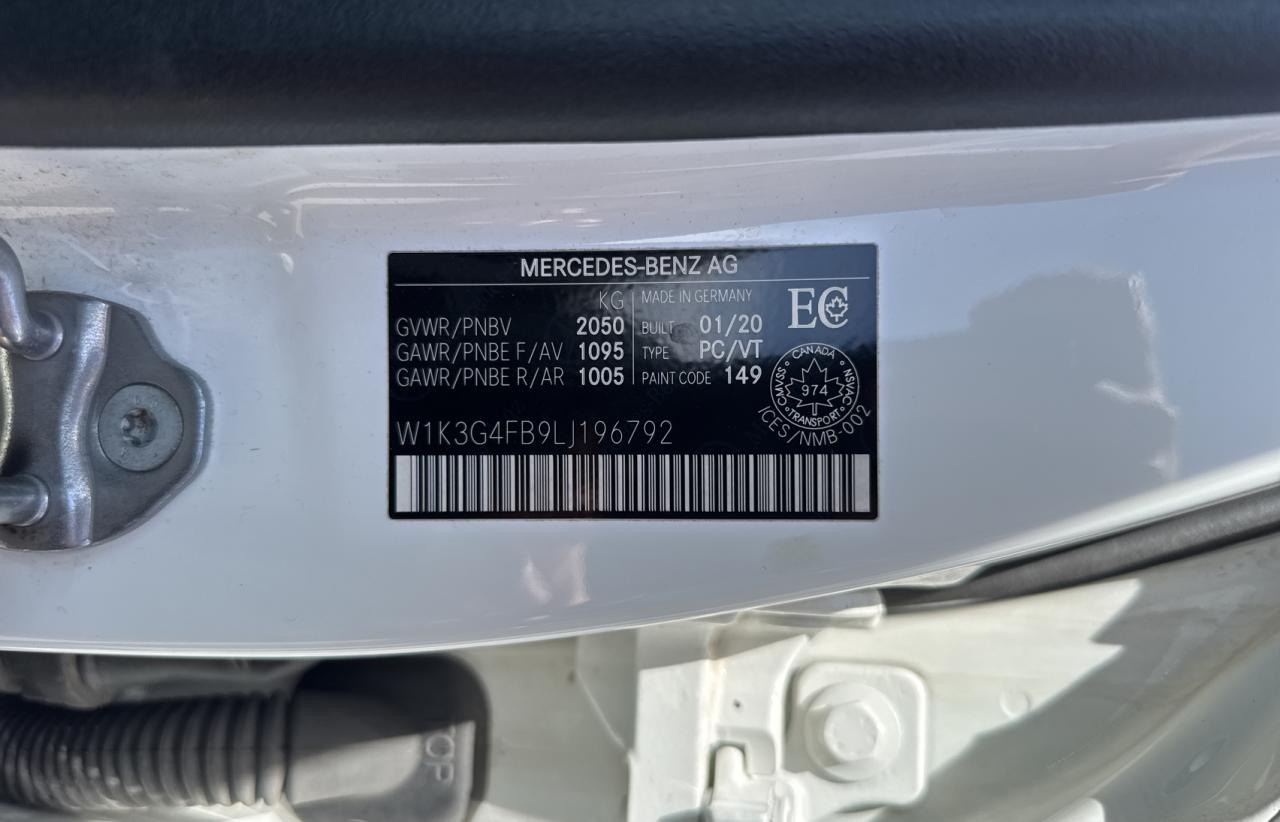 MERCEDES-BENZ AG
KG
GVWR/PNBV 2050
GAWR/PNBE F/AV 1095
GAWR/PNBE R/AR 1005
MADE IN GERMANY
BUILT 01/20
TYPE PC/VT
PAINT CODE 149
EC
CANADA
CMVSS
NSVAC
974
TRANSPORT
ICES/NMB-002
W1K3G4FB9LJ196792
TOP